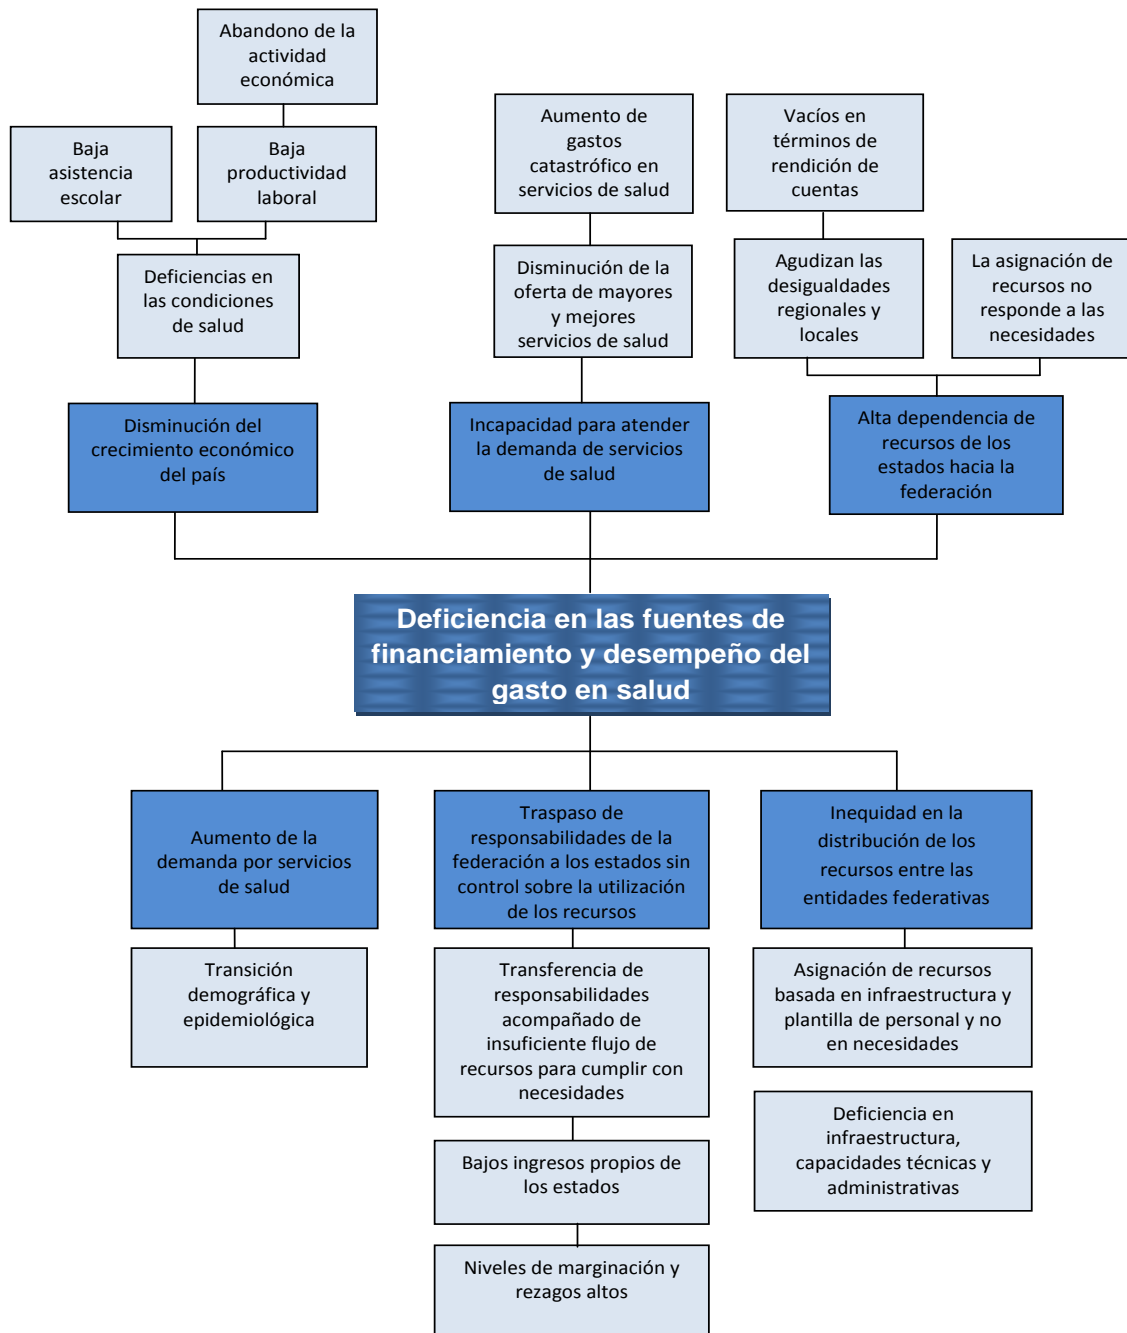 Abandono de la
actividad
económica
Baja
asistencia
escolar
Baja
productividad
laboral
Aumento de
gastos
catastrófico en
servicios de salud
Vacíos en
términos de
rendición de
cuentas
Deficiencias en
las condiciones
de salud
Disminución de la
oferta de mayores
y mejores
servicios de salud
Agudizan las
desigualdades
regionales y
locales
La asignación de
recursos no
responde a las
necesidades
Disminución del
crecimiento económico
del país
Incapacidad para atender
la demanda de servicios
de salud
Alta dependencia de
recursos de los
estados hacia la
federación
Deficiencia en las fuentes de
financiamiento y desempeño del
gasto en salud
Aumento de la
demanda por servicios
de salud
Traspaso de
responsabilidades de la
federación a los estados sin
control sobre la utilización
de los recursos
Inequidad en la
distribución de los
recursos entre las
entidades federativas
Transición
demográfica y
epidemiológica
Transferencia de
responsabilidades
acompañado de
insuficiente flujo de
recursos para cumplir con
necesidades
Asignación de recursos
basada en infraestructura y
plantilla de personal y no
en necesidades
Deficiencia en
infraestructura,
capacidades técnicas y
administrativas
Bajos ingresos propios de
los estados
Niveles de marginación y
rezagos altos